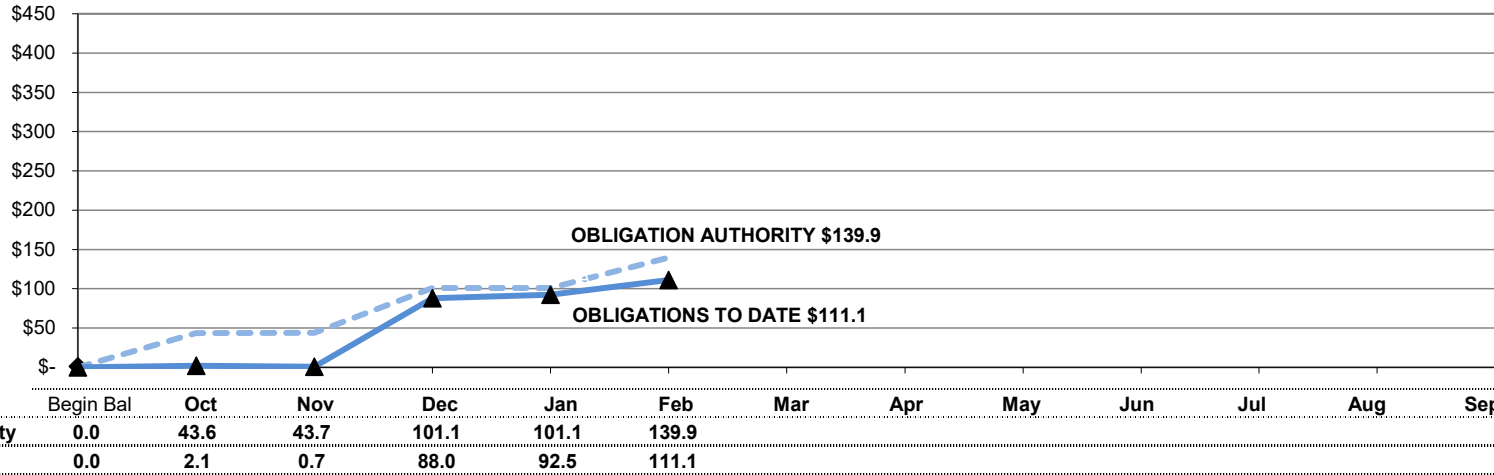 $450
$400
$350
$300
$250
$200
$150
$100
$50
$-
OBLIGATION AUTHORITY $139.9
OBLIGATIONS TO DATE $111.1
Begin Bal Oct Nov Dec Jan Feb Mar Apr May Jun Jul Aug Sep
ty 0.0 43.6 43.7 101.1 101.1 139.9
0.0 2.1 0.7 88.0 92.5 111.1